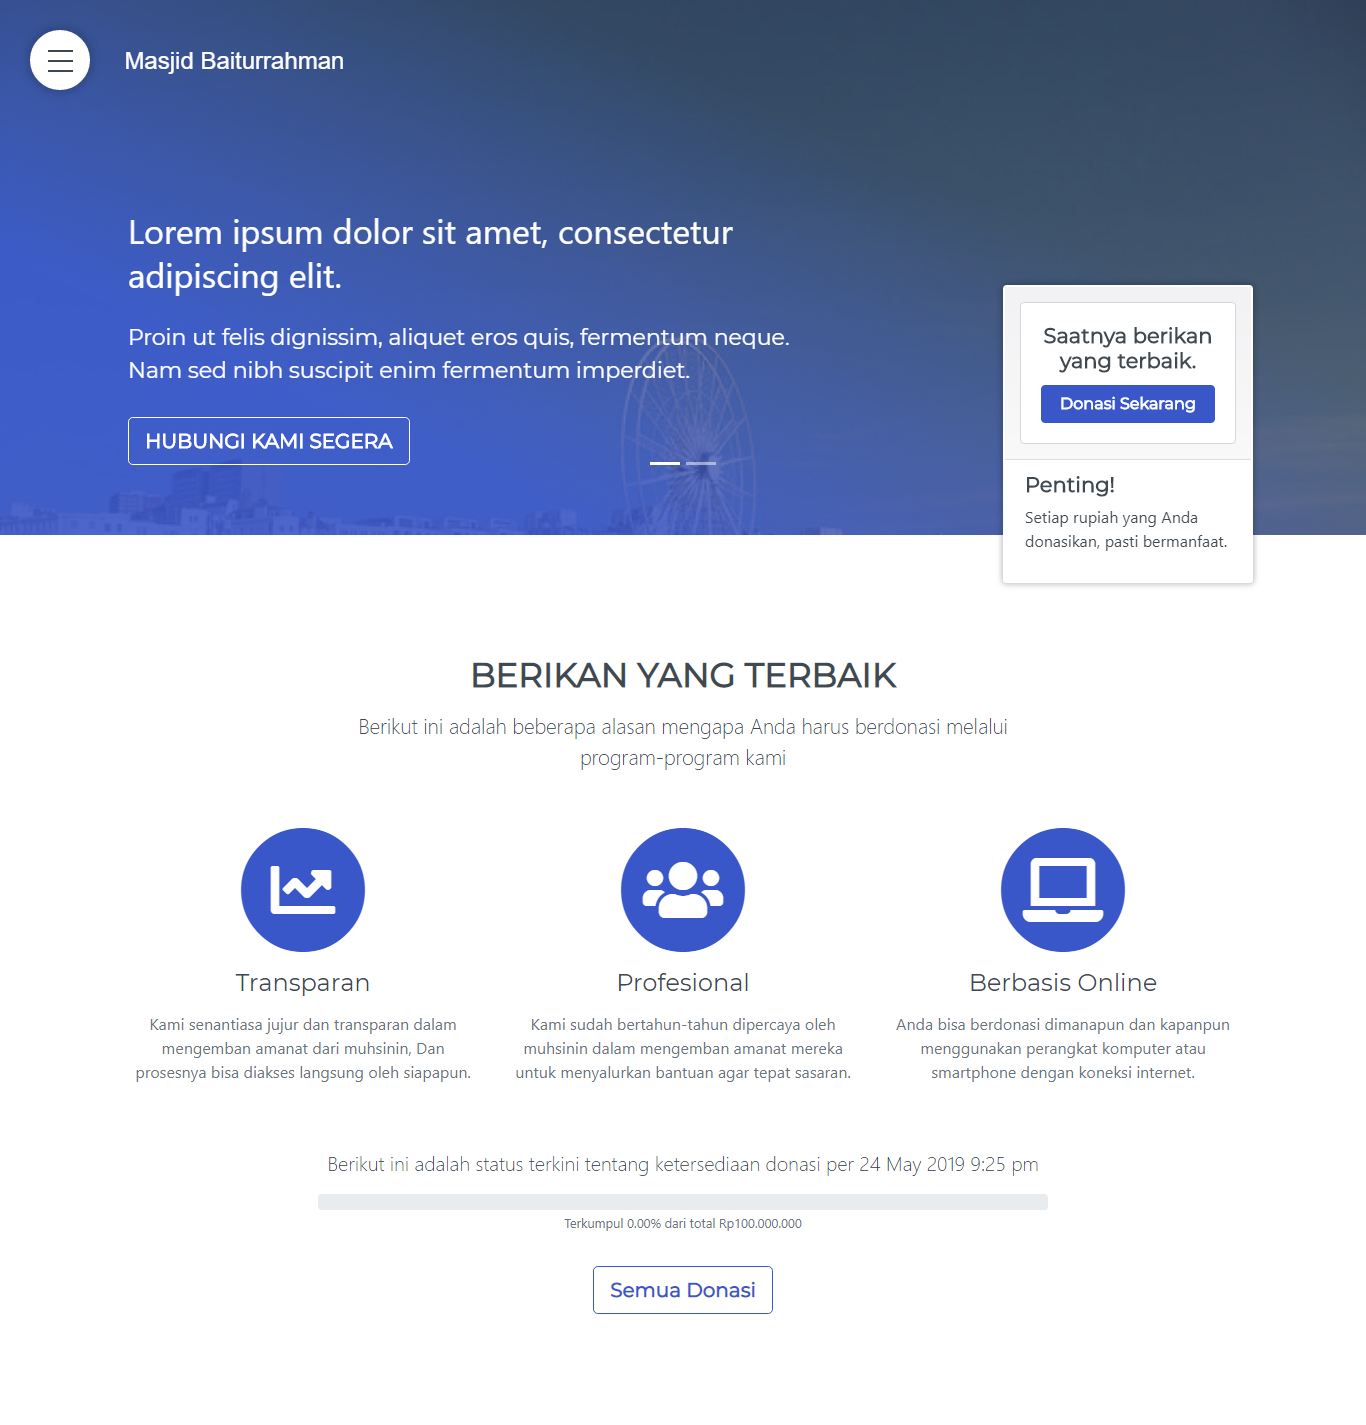 Masjid Baiturrahman
Lorem ipsum dolor sit amet, consectetur
adipiscing elit.
Proin ut felis dignissim, aliquet eros quis, fermentum neque.
Nam sed nibh suscipit enim fermentum imperdiet.
HUBUNGI KAMI SEGERA
Saatnya berikan
yang terbaik.
Donasi Sekarang
Penting!
Setiap rupiah yang Anda
donasikan, pasti bermanfaat.
BERIKAN YANG TERBAIK
Berikut ini adalah beberapa alasan mengapa Anda harus berdonasi melalui
program-program kami
Transparan
Kami senantiasa jujur dan transparan dalam
mengemban amanat dari muhsinin, Dan
prosesnya bisa diakses langsung oleh siapapun.
Profesional
Kami sudah bertahun-tahun dipercaya oleh
muhsinin dalam mengemban amanat mereka
untuk menyalurkan bantuan agar tepat sasaran.
Berbasis Online
Anda bisa berdonasi dimanapun dan kapanpun
menggunakan perangkat komputer atau
smartphone dengan koneksi internet.
Berikut ini adalah status terkini tentang ketersediaan donasi per 24 May 2019 9:25 pm
Terkumpul 0.00% dari total Rp100.000.000
Semua Donasi